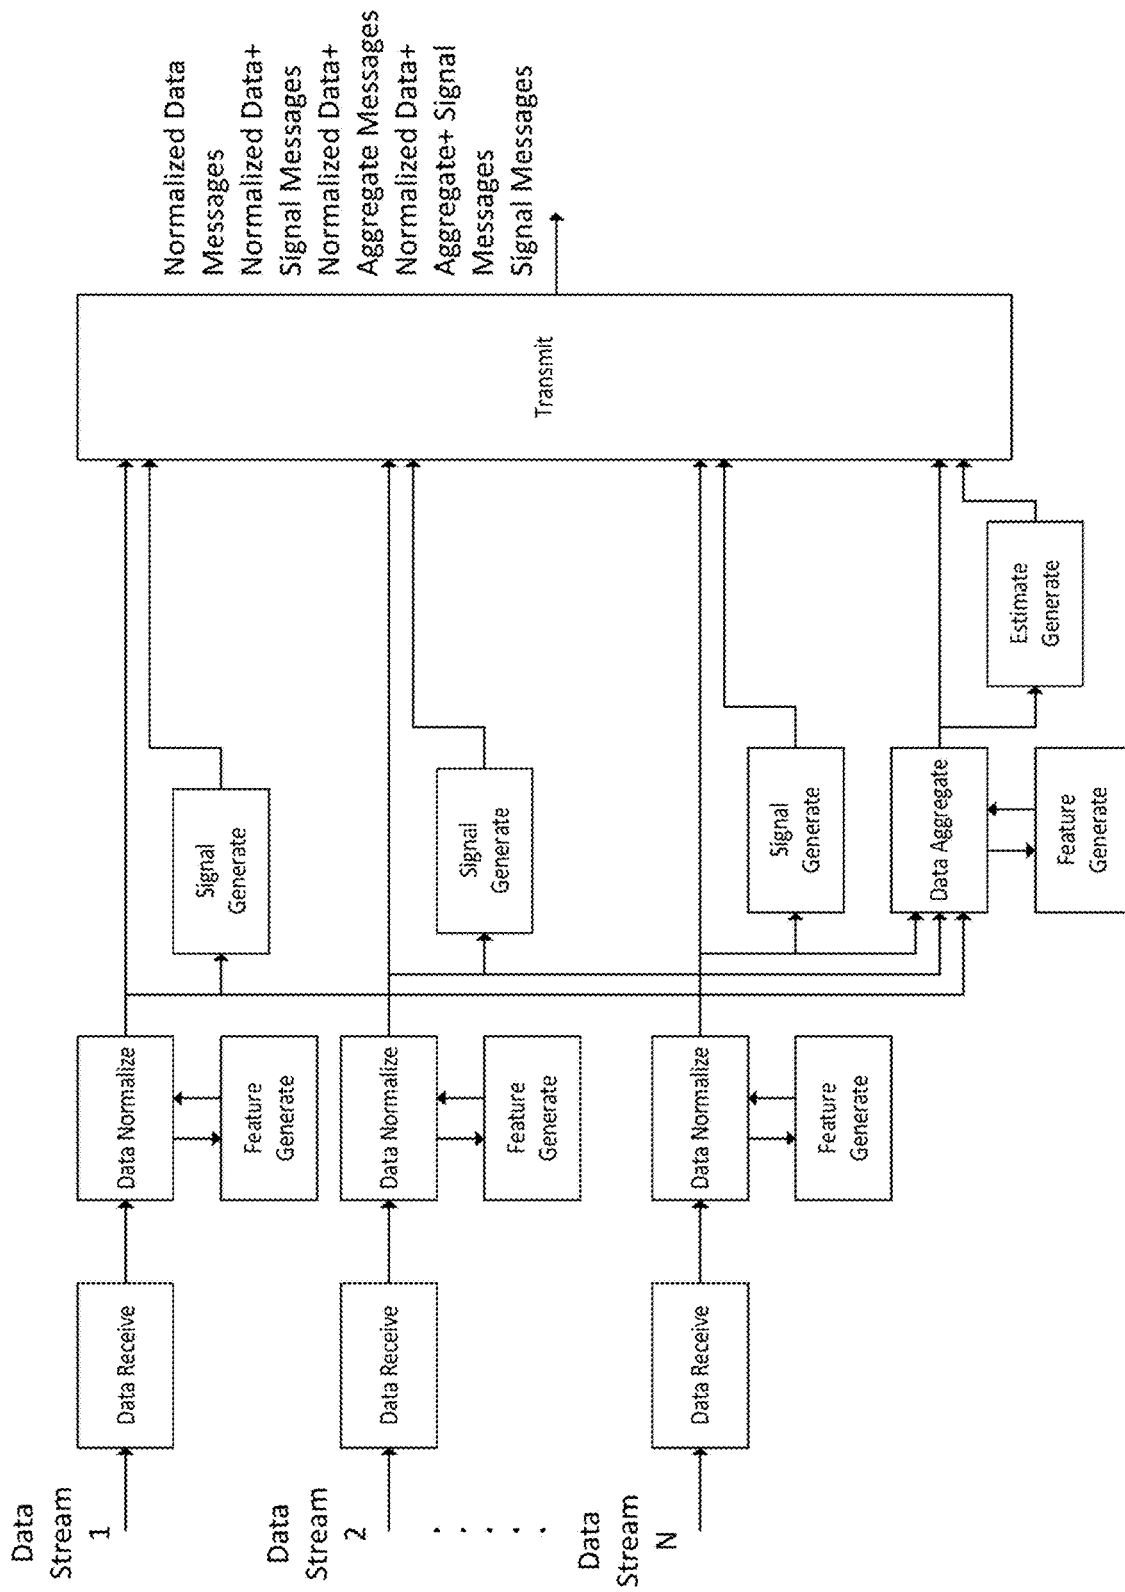 Data
Stream
1
Data Receive
Data Normalize
Feature
Generate
Signal
Generate
Data
Stream
2
Data Receive
Data Normalize
Feature
Generate
Signal
Generate
. . . . .
Data
Stream
N
Data Receive
Data Normalize
Feature
Generate
Signal
Generate
Data Aggregate
Feature
Generate
Estimate
Generate
Transmit
Normalized Data
Messages
Normalized Data+
Signal Messages
Normalized Data+
Aggregate Messages
Normalized Data+
Aggregate+ Signal
Messages
Signal Messages